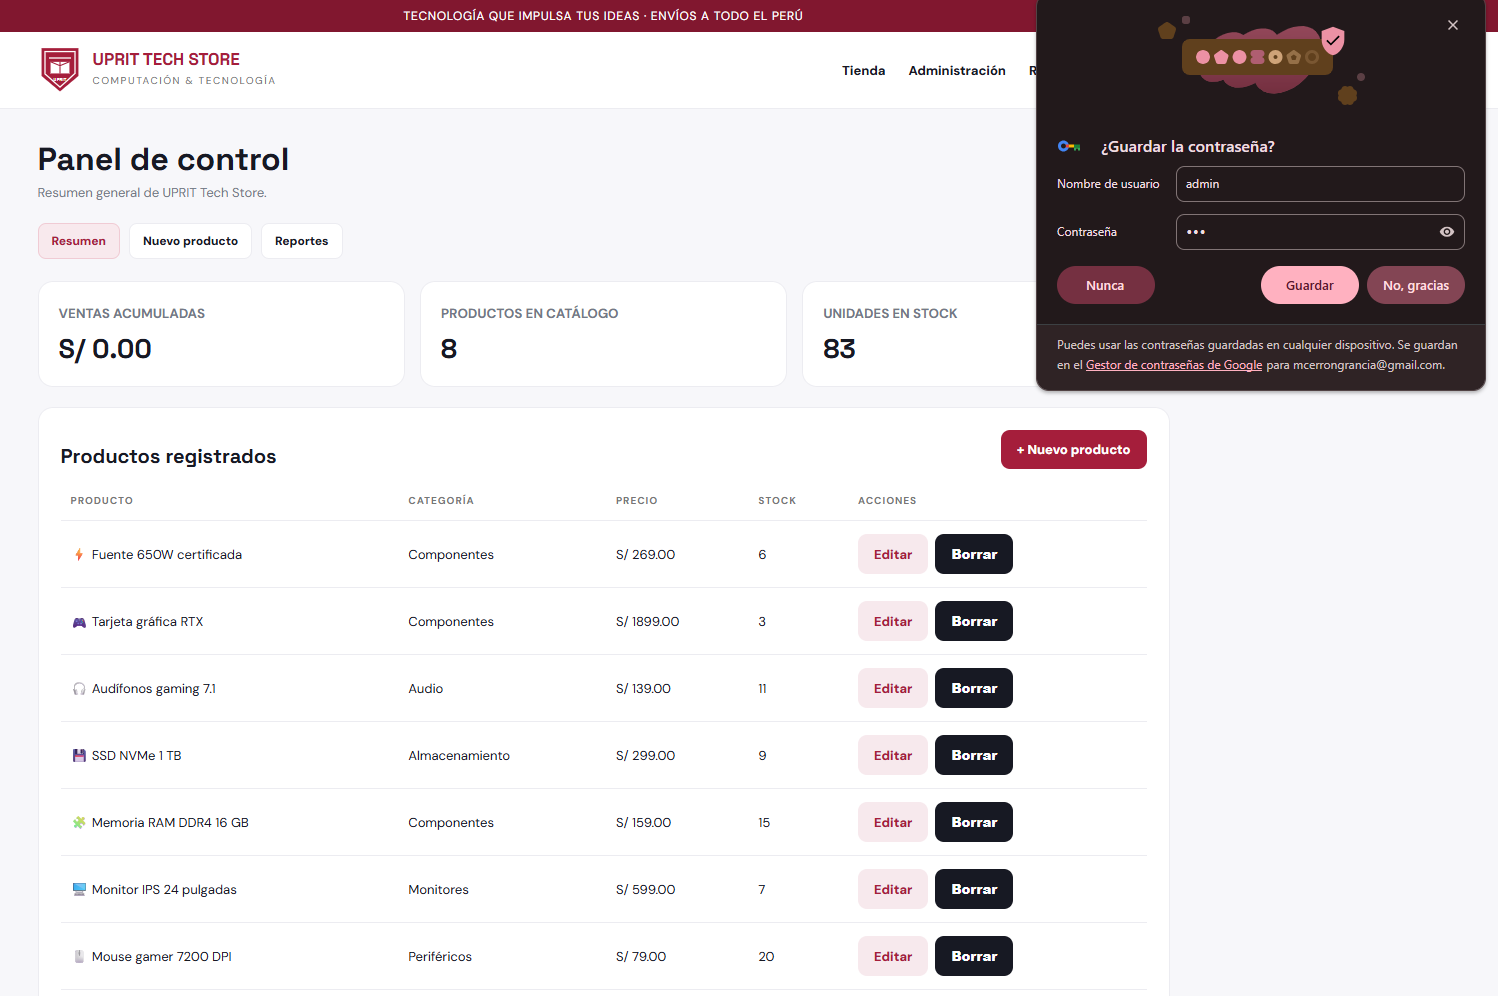 TECNOLOGÍA QUE IMPULSA TUS IDEAS · ENVÍOS A TODO EL PERÚ
UPRIT
UPRIT TECH STORE
COMPUTACIÓN & TECNOLOGÍA
Tienda Administración R
Panel de control
Resumen general de UPRIT Tech Store.
Resumen Nuevo producto Reportes
VENTAS ACUMULADAS
S/ 0.00
PRODUCTOS EN CATÁLOGO
8
UNIDADES EN STOCK
83
¿Guardar la contraseña?
Nombre de usuario admin
Contraseña •••
Nunca Guardar No, gracias
Puedes usar las contraseñas guardadas en cualquier dispositivo. Se guardan
en el Gestor de contraseñas de Google para mcerrongrancia@gmail.com.
Productos registrados
+ Nuevo producto
PRODUCTO CATEGORÍA PRECIO STOCK ACCIONES
Fuente 650W certificada Componentes S/ 269.00 6 Editar Borrar
Tarjeta gráfica RTX Componentes S/ 1899.00 3 Editar Borrar
Audífonos gaming 7.1 Audio S/ 139.00 11 Editar Borrar
SSD NVMe 1 TB Almacenamiento S/ 299.00 9 Editar Borrar
Memoria RAM DDR4 16 GB Componentes S/ 159.00 15 Editar Borrar
Monitor IPS 24 pulgadas Monitores S/ 599.00 7 Editar Borrar
Mouse gamer 7200 DPI Periféricos S/ 79.00 20 Editar Borrar